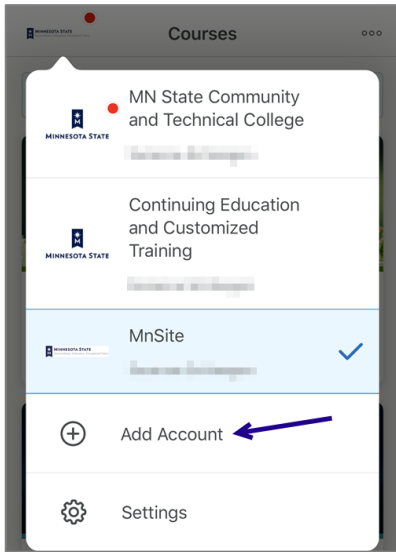 MINNESOTA STATE
Courses
MN State Community
and Technical College
MINNESOTA STATE
Continuing Education
and Customized
Training
MINNESOTA STATE
MnSite
MINNESOTA STATE
Add Account
Settings